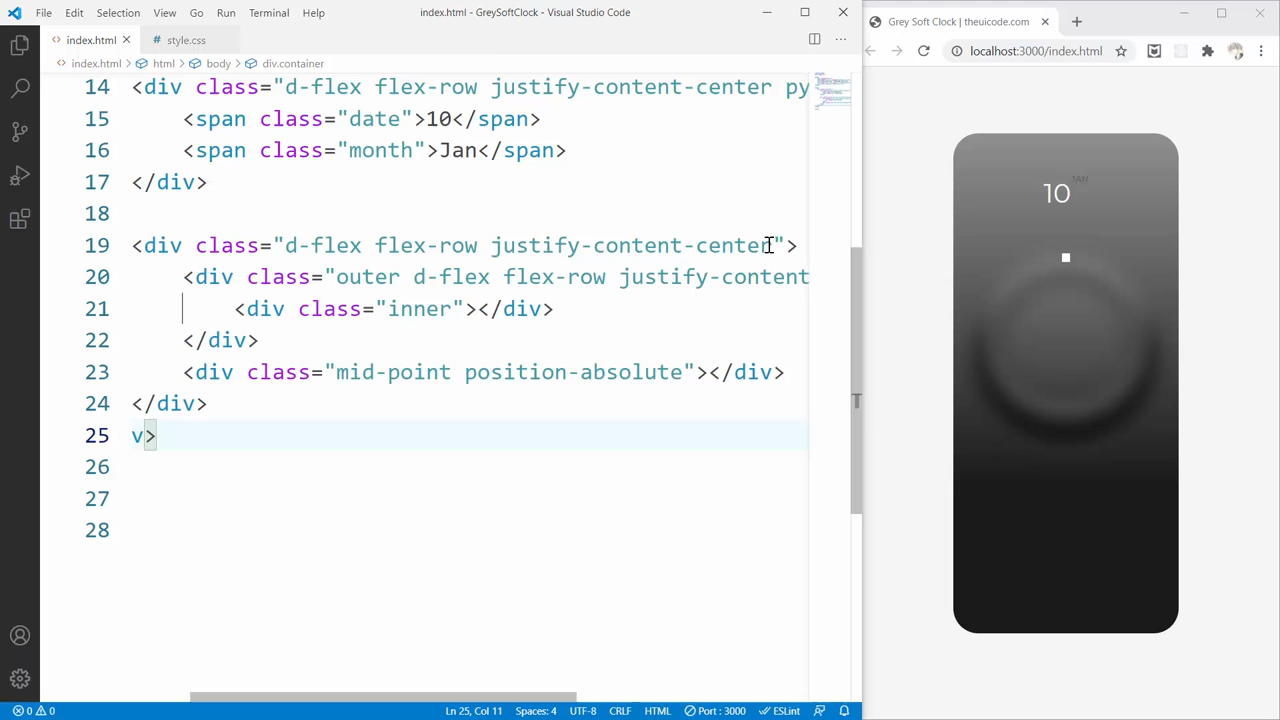 File Edit Selection View Go Run Terminal Help index.html - GreySoftClock - Visual Studio Code
Grey Soft Clock | theuicode.com
index.html style.css
localhost:3000/index.html
index.html html body div.container
14 <div class="d-flex flex-row justify-content-center py
15 <span class="date">10</span>
16 <span class="month">Jan</span>
17 </div>
18
19 <div class="d-flex flex-row justify-content-center">
20 <div class="outer d-flex flex-row justify-content
21 <div class="inner"></div>
22 </div>
23 <div class="mid-point position-absolute"></div>
24 </div>
25 v>
26
27
28
10 JAN
T
0 0 Ln 25, Col 11 Spaces: 4 UTF-8 CRLF HTML Port : 3000 ESLint